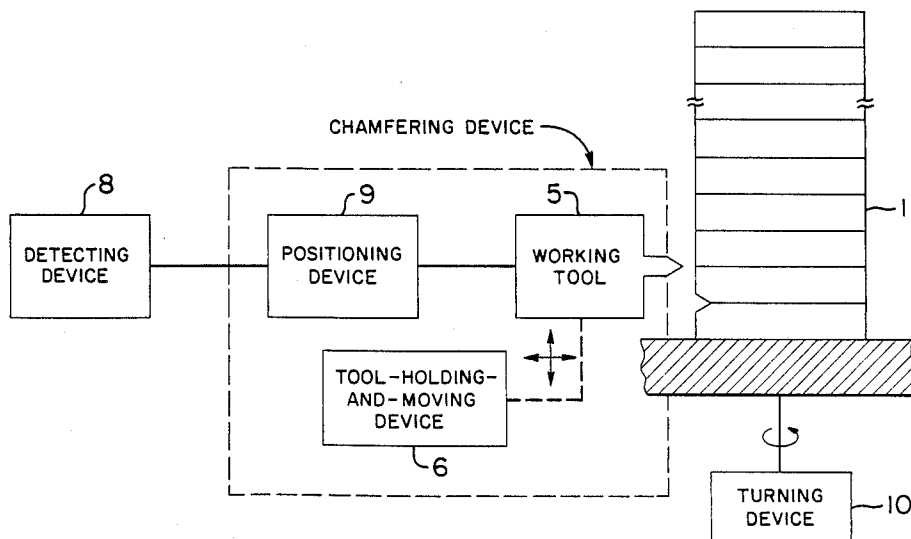 CHAMFERING DEVICE
8
9
5
1
DETECTING
DEVICE
POSITIONING
DEVICE
WORKING
TOOL
TOOL-HOLDING-
AND-MOVING
DEVICE
6
TURNING
DEVICE
10